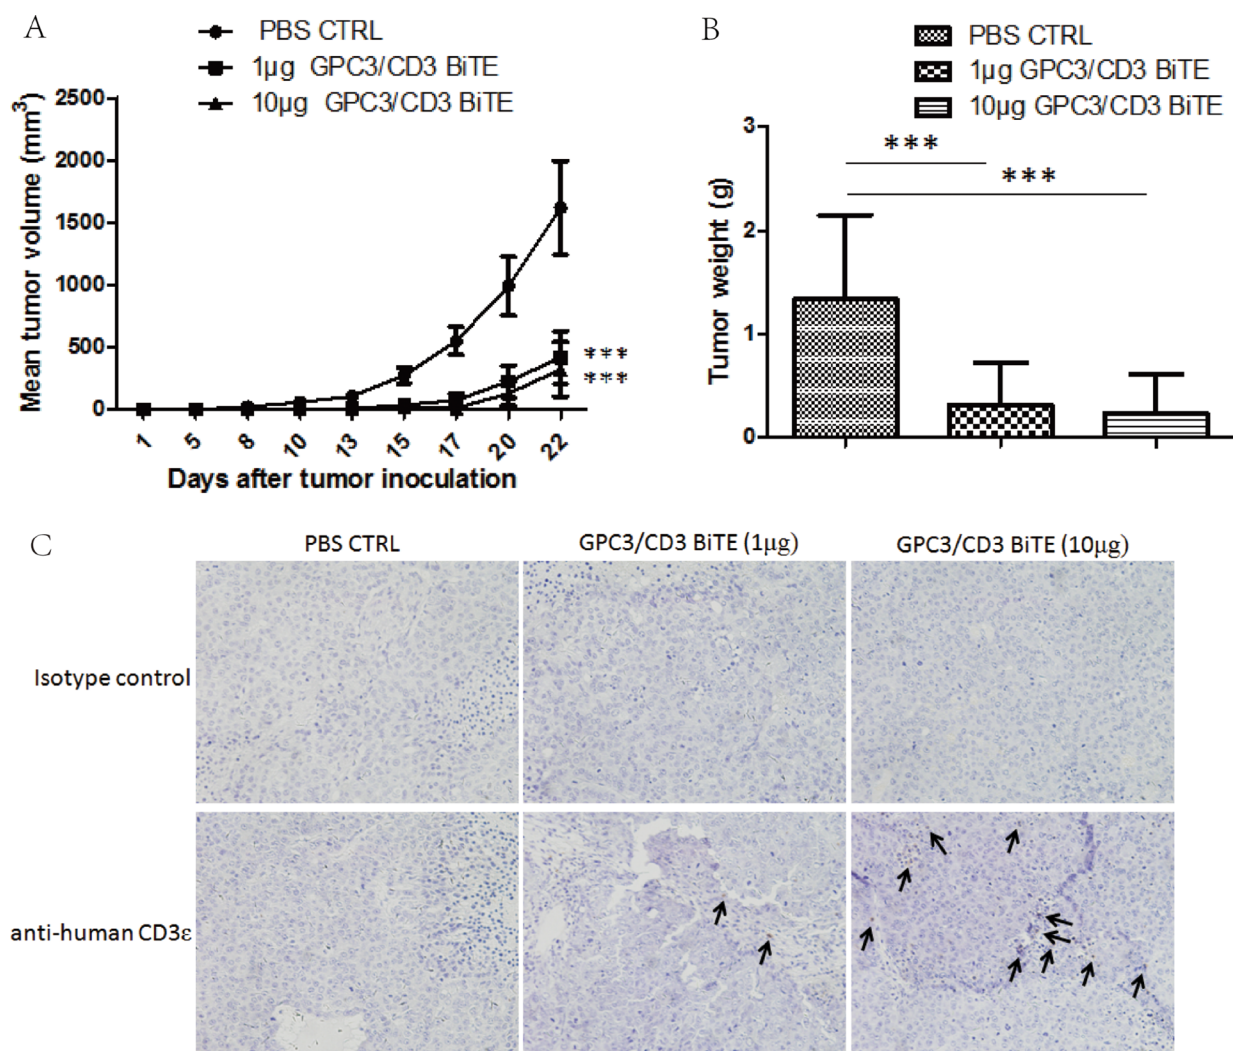 A
PBS CTRL
1µg GPC3/CD3 BiTE
10µg GPC3/CD3 BiTE
Mean tumor volume (mm3)
2500
2000
1500
1000
500
0
***
***
1 5 8 10 13 15 17 20 22
Days after tumor inoculation
B
PBS CTRL
1µg GPC3/CD3 BiTE
10µg GPC3/CD3 BiTE
Tumor weight (g)
3
2
1
0
***
***
C
PBS CTRL GPC3/CD3 BiTE (1µg) GPC3/CD3 BiTE (10µg)
Isotype control
anti-human CD3ε